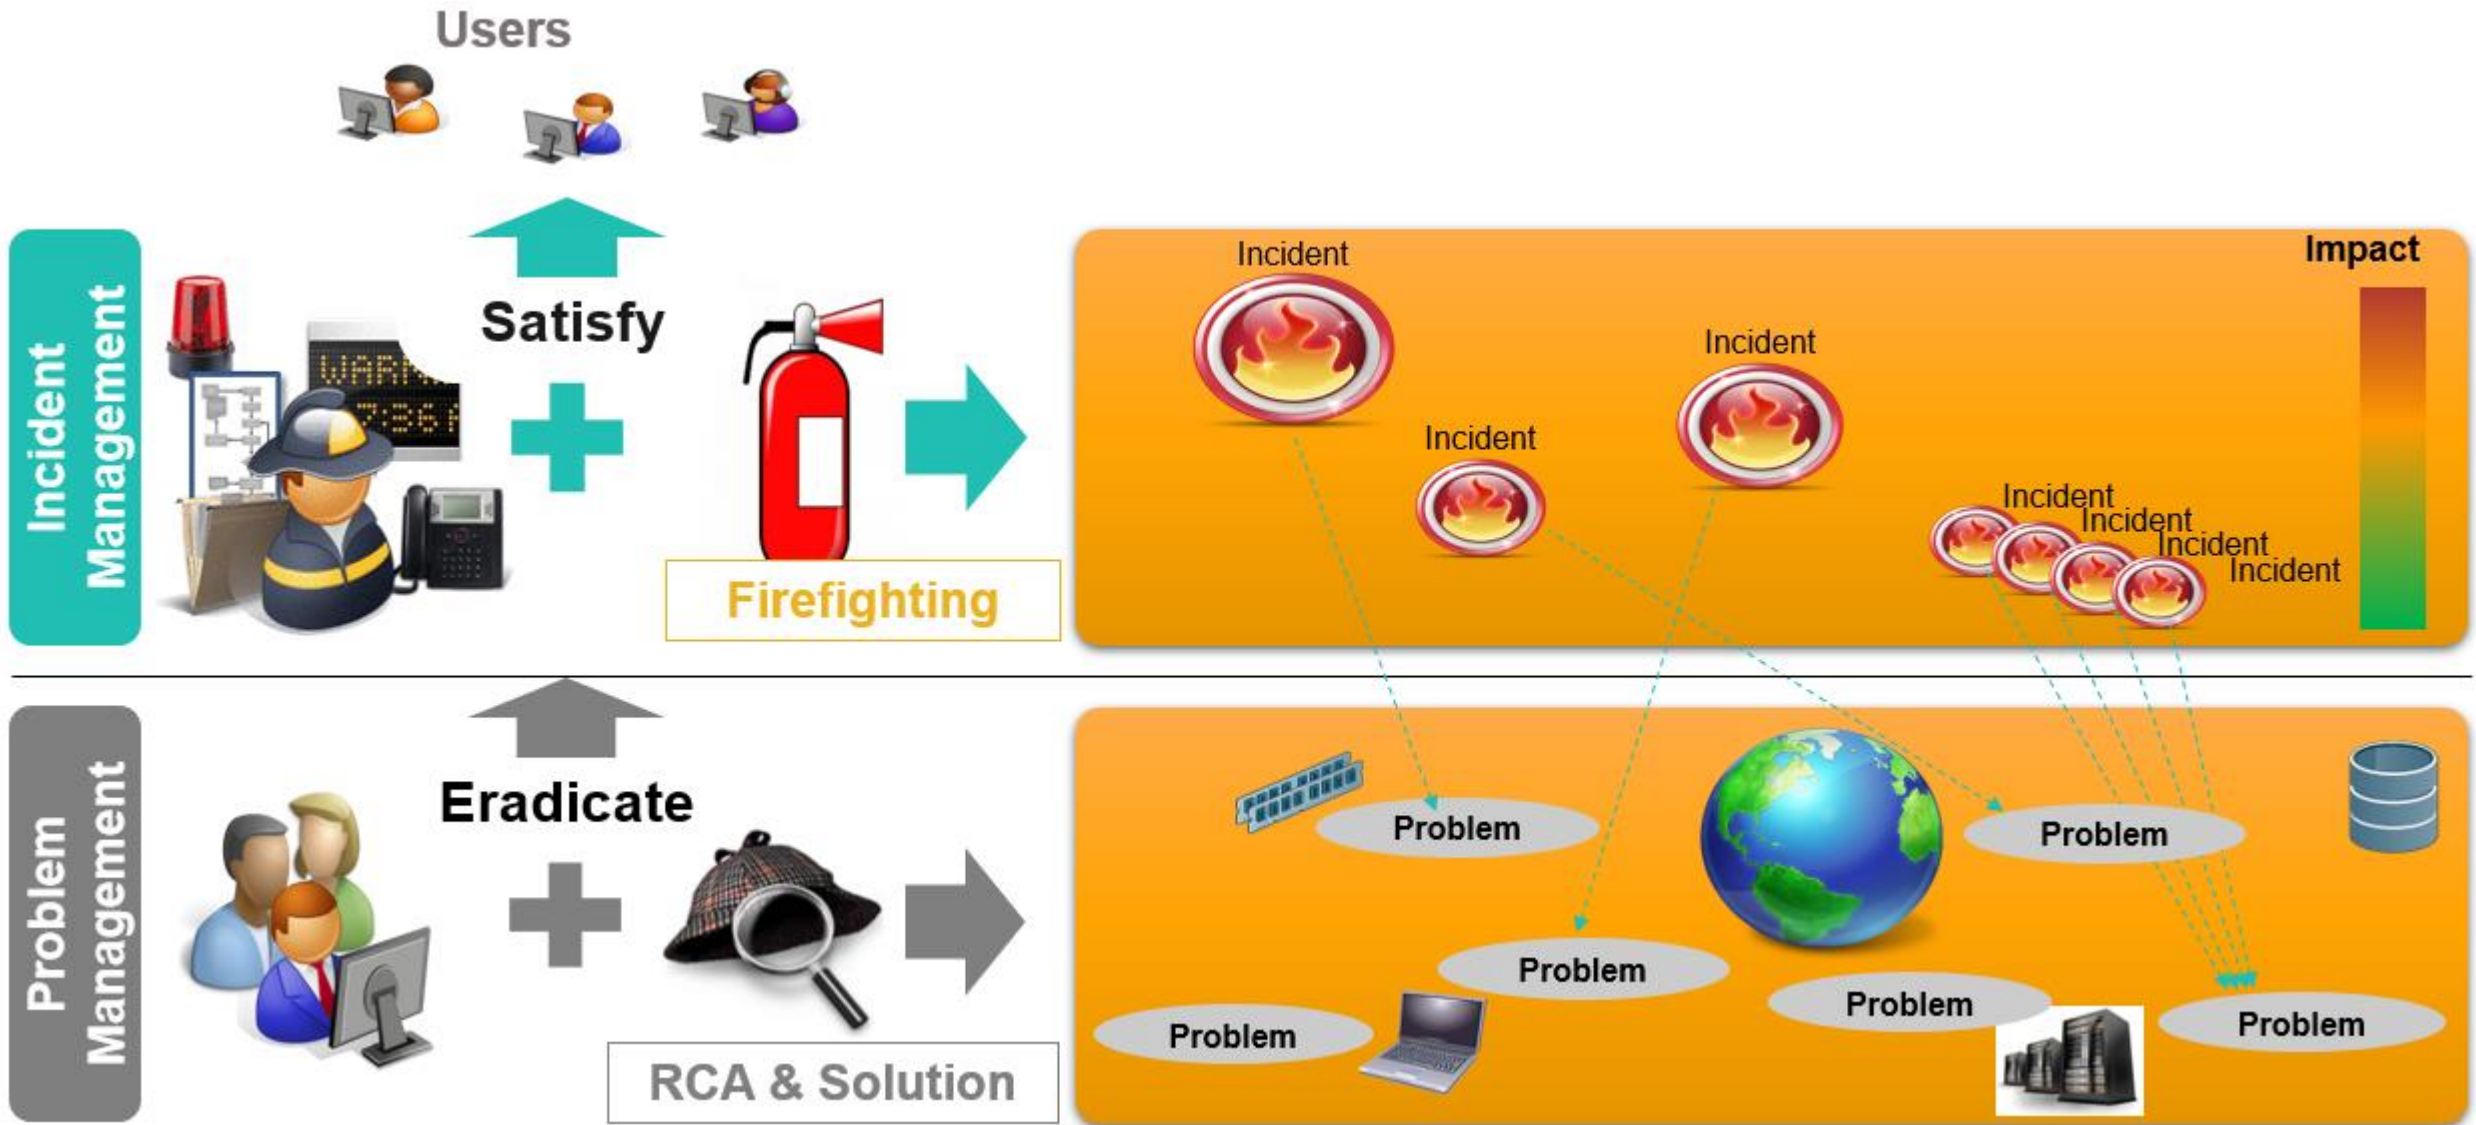 Users
Incident
Management
Satisfy
Firefighting
Incident
Incident
Incident
Incident
Incident
Incident
Incident
Impact
Problem
Management
Eradicate
RCA & Solution
Problem
Problem
Problem
Problem
Problem
Problem